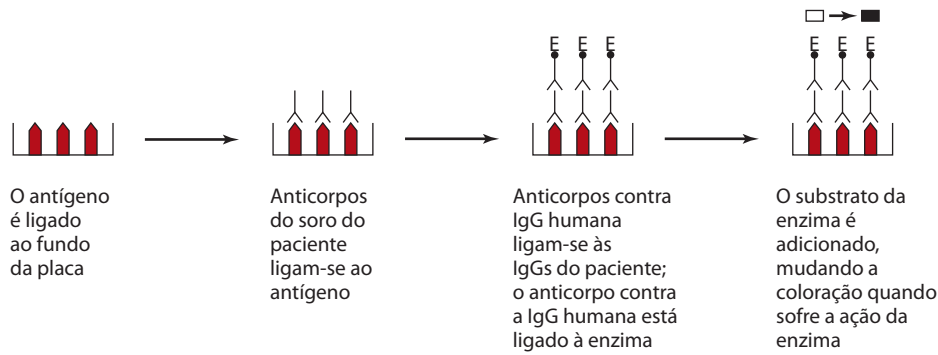 E E E
E E E
O antígeno
é ligado
ao fundo
da placa
Anticorpos
do soro do
paciente
ligam-se ao
antígeno
Anticorpos contra
IgG humana
ligam-se às
IgGs do paciente;
o anticorpo contra
a IgG humana está
ligado à enzima
O substrato da
enzima é
adicionado,
mudando a
coloração quando
sofre a ação da
enzima